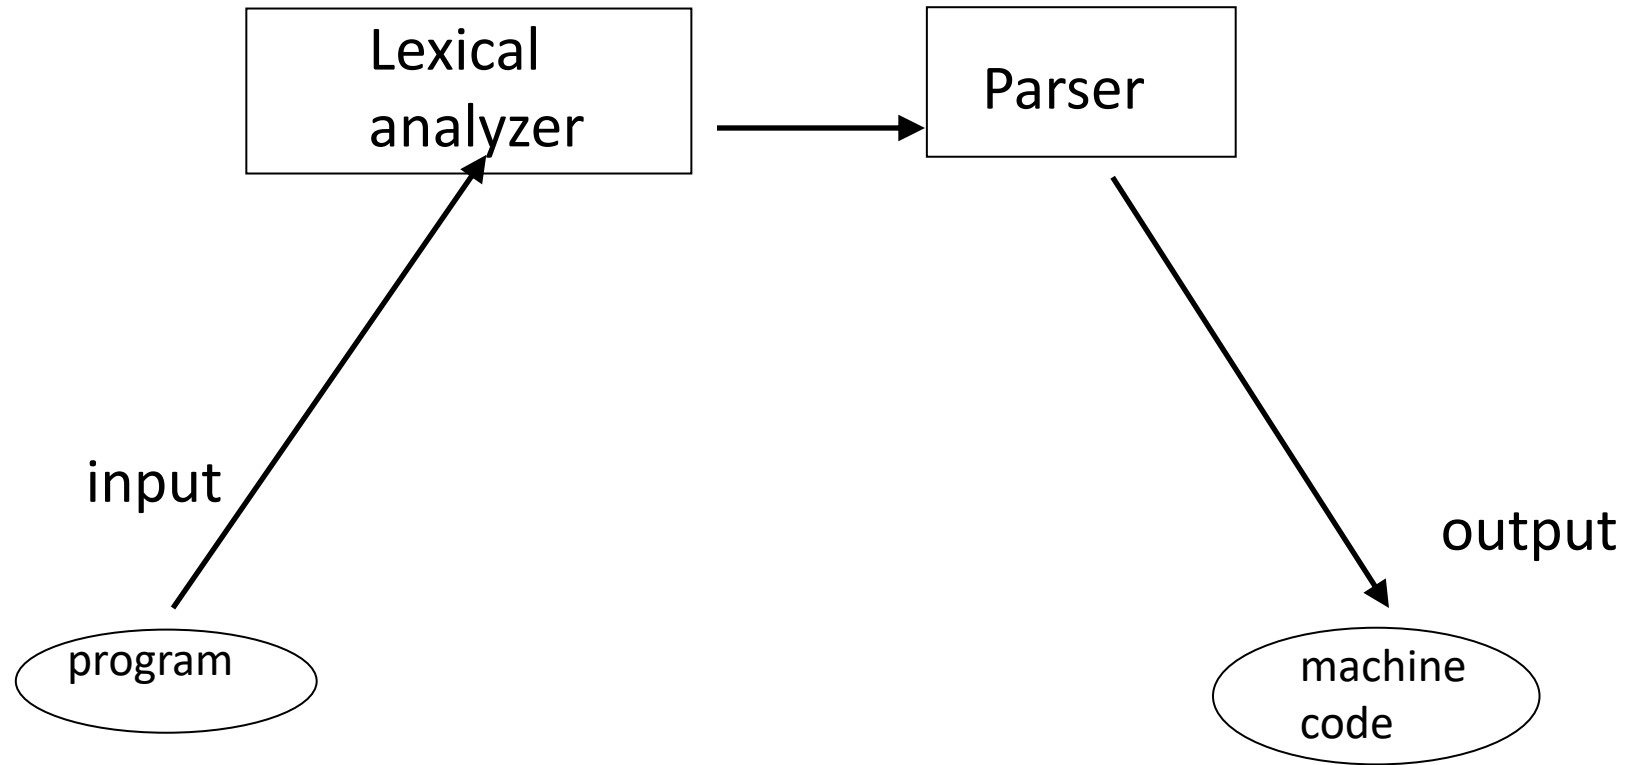 Lexical
analyzer
Parser
input
output
program
machine
code